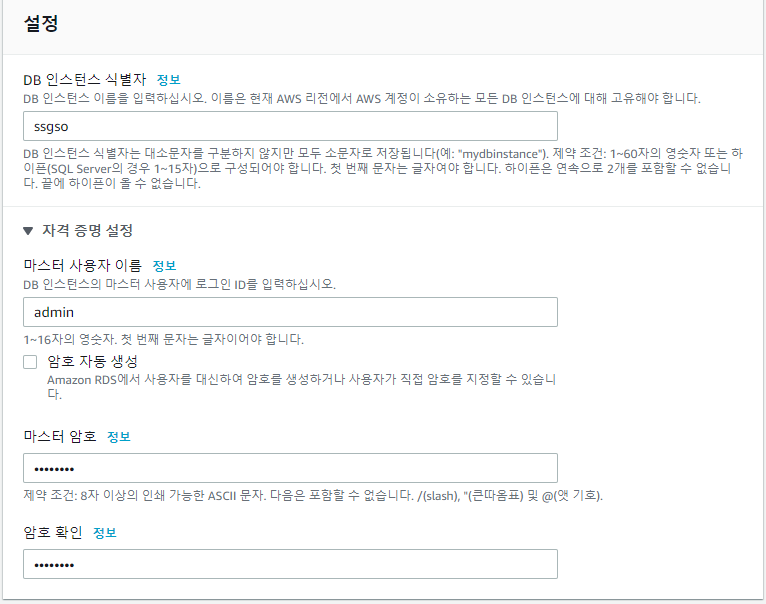 설정
DB 인스턴스 식별자 정보
DB 인스턴스 이름을 입력하십시오. 이름은 현재 AWS 리전에서 AWS 계정이 소유하는 모든 DB 인스턴스에 대해 고유해야 합니다.
ssgso
DB 인스턴스 식별자는 대소문자를 구분하지 않지만 모두 소문자로 저장됩니다(예: "mydbinstance"). 제약 조건: 1~60자의 영숫자 또는 하
이픈(SQL Server의 경우 1~15자)으로 구성되어야 합니다. 첫 번째 문자는 글자여야 합니다. 하이픈은 연속으로 2개를 포함할 수 없습니
다. 끝에 하이픈이 올 수 없습니다.
▼ 자격 증명 설정
마스터 사용자 이름 정보
DB 인스턴스의 마스터 사용자에 로그인 ID를 입력하십시오.
admin
1~16자의 영숫자. 첫 번째 문자는 글자이어야 합니다.
암호 자동 생성
Amazon RDS에서 사용자를 대신하여 암호를 생성하거나 사용자가 직접 암호를 지정할 수 있습니
다.
마스터 암호 정보
••••••••
제약 조건: 8자 이상의 인쇄 가능한 ASCII 문자. 다음은 포함할 수 없습니다. /(slash), "(큰따옴표) 및 @(앳 기호).
암호 확인 정보
••••••••